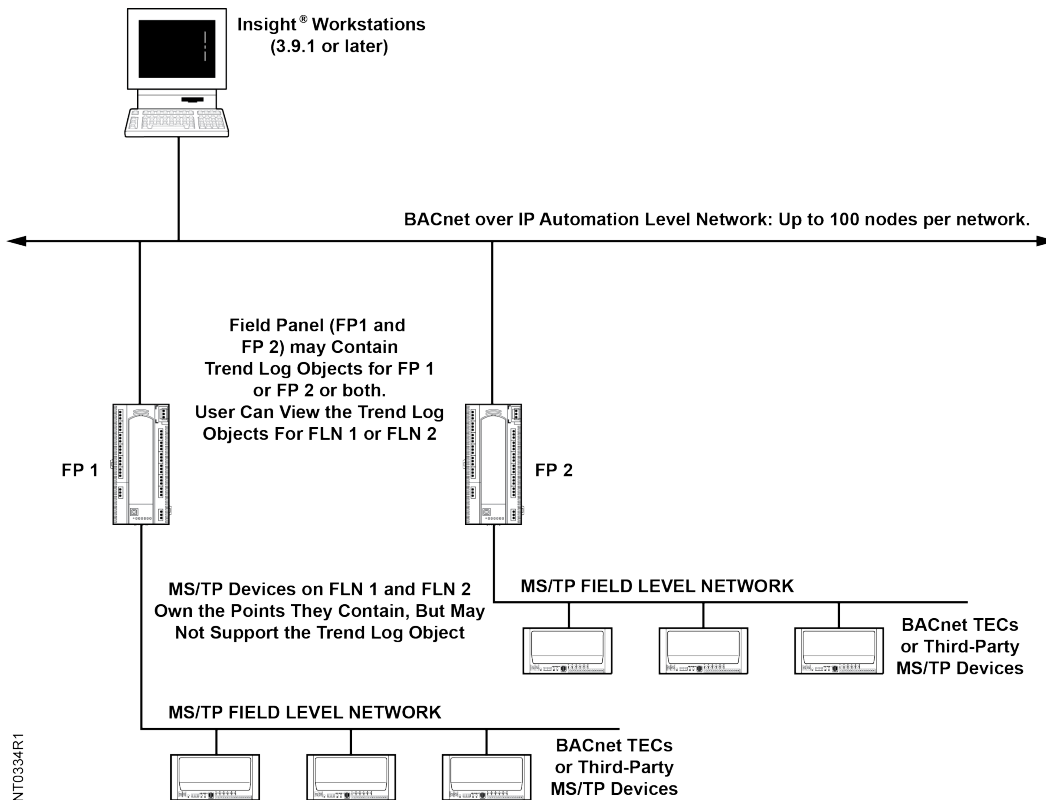 Insight® Workstations
(3.9.1 or later)
BACnet over IP Automation Level Network: Up to 100 nodes per network.
Field Panel (FP1 and
FP 2) may Contain
Trend Log Objects for FP 1
or FP 2 or both.
User Can View the Trend Log
Objects For FLN 1 or FLN 2
FP 1
FP 2
MS/TP Devices on FLN 1 and FLN 2
Own the Points They Contain, But May
Not Support the Trend Log Object
MS/TP FIELD LEVEL NETWORK
BACnet TECs
or Third-Party
MS/TP Devices
MS/TP FIELD LEVEL NETWORK
BACnet TECs
or Third-Party
MS/TP Devices
NT0334R1